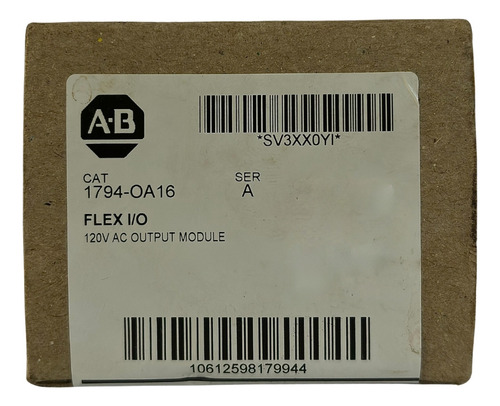 A-B
*SV3XX0YI*
CAT
SER
1794-OA16
A
FLEX I/O
120V AC OUTPUT MODULE
10612598179944